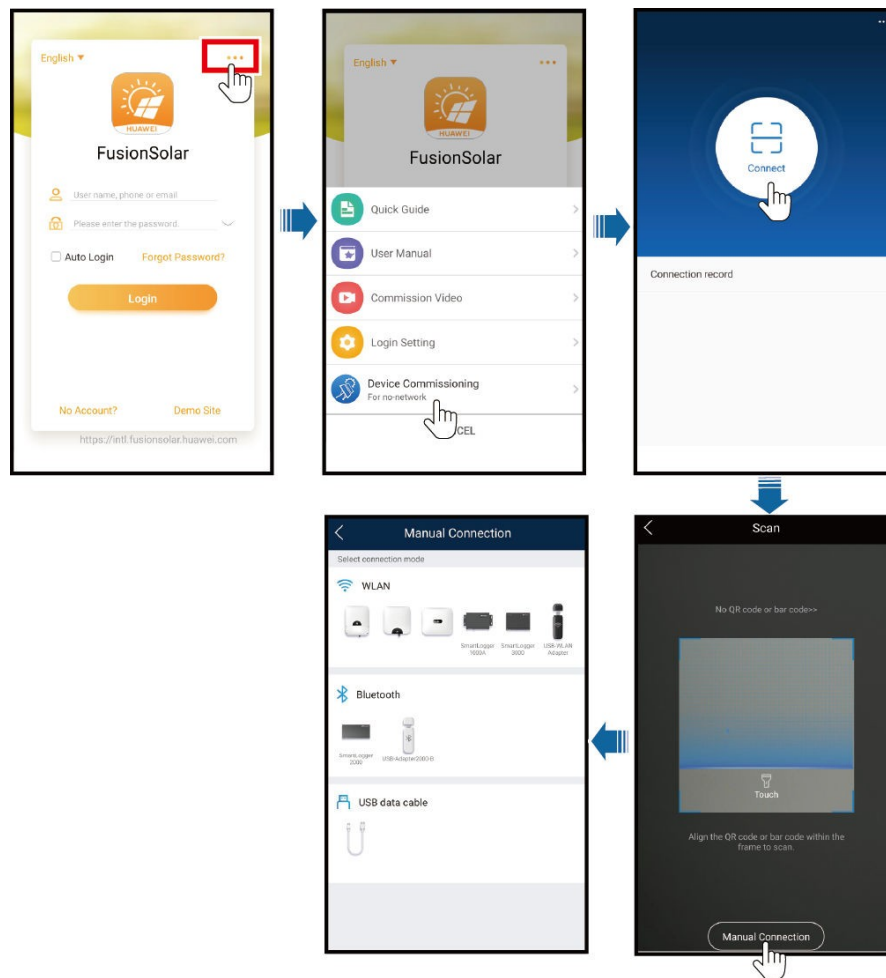 English ▼
•••
HUAWEI
FusionSolar
User name, phone or email
Please enter the password.
Auto Login
Forgot Password?
Login
No Account?
Demo Site
https://intl.fusionsolar.huawei.com
English ▼
•••
HUAWEI
FusionSolar
Quick Guide
User Manual
Commission Video
Login Setting
Device Commissioning
For no-network
CEL
Connect
Connection record
Scan
No QR code or bar code>>
Touch
Align the QR code or bar code within the
frame to scan.
Manual Connection
Manual Connection
Select connection mode
WLAN
SmartLogger
SmartLogger
USB-WLAN
1000A
3000
Adapter
Bluetooth
SmartLogger
2000
USB-Adapter2000-B
USB data cable